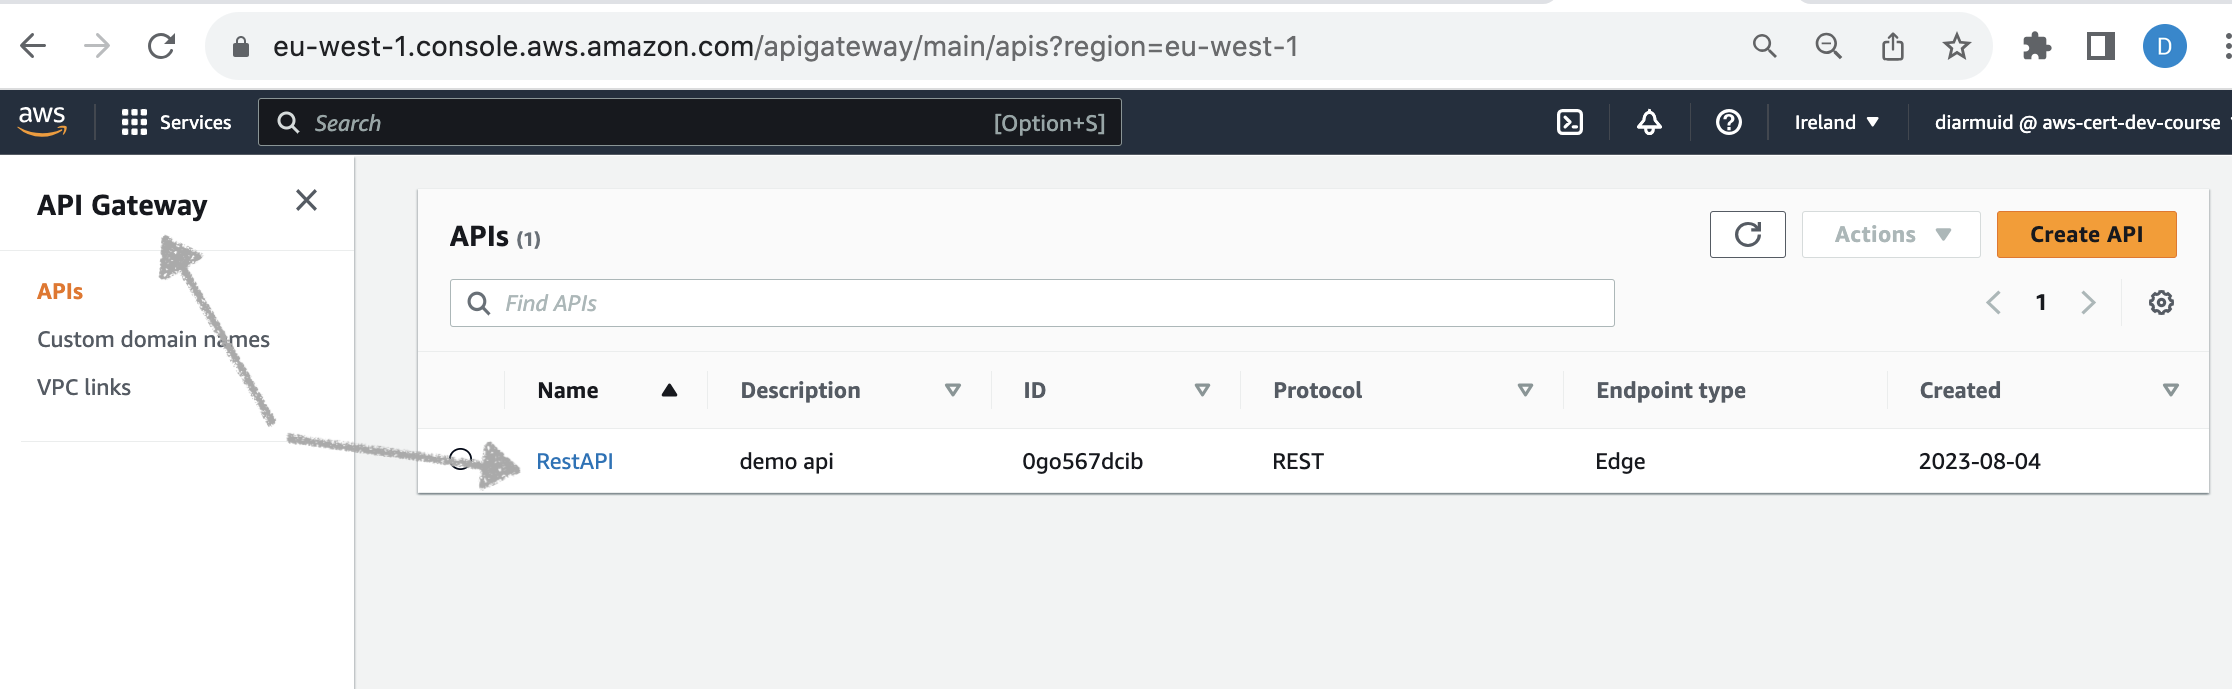 eu-west-1.console.aws.amazon.com/apigateway/main/apis?region=eu-west-1
D
aws
Services
Search
[Option+S]
Ireland
diarmuid @ aws-cert-dev-course
API Gateway
APIs
Custom domain names
VPC links
APIs (1)
Actions
Create API
Find APIs
1
Name Description ID Protocol Endpoint type Created
RestAPI demo api 0go567dcib REST Edge 2023-08-04